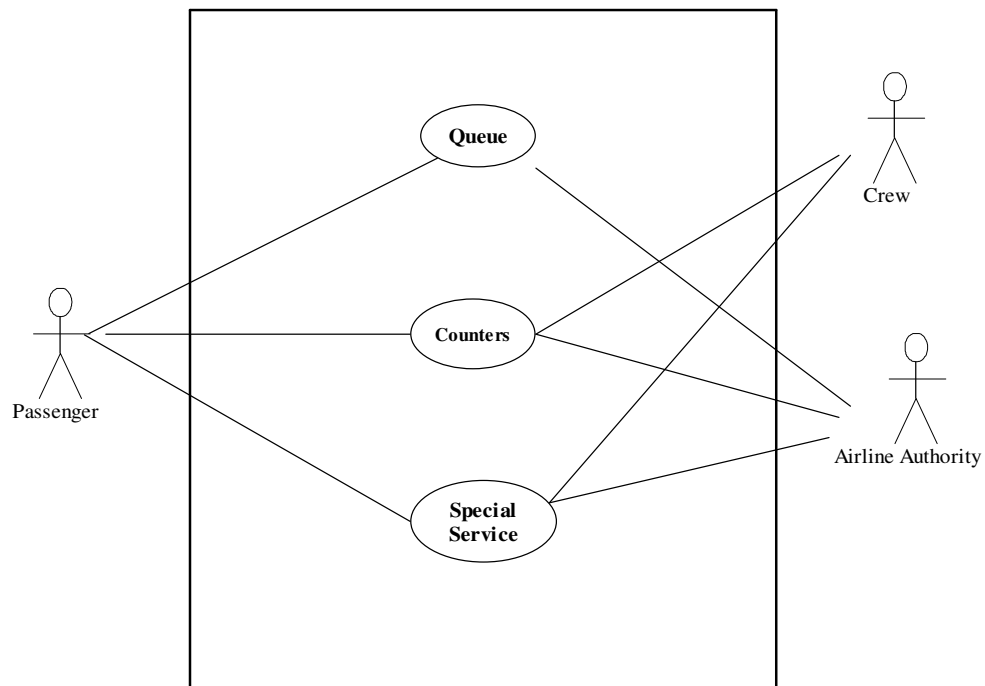 Queue
Crew
Counters
Passenger
Airline Authority
Special
Service